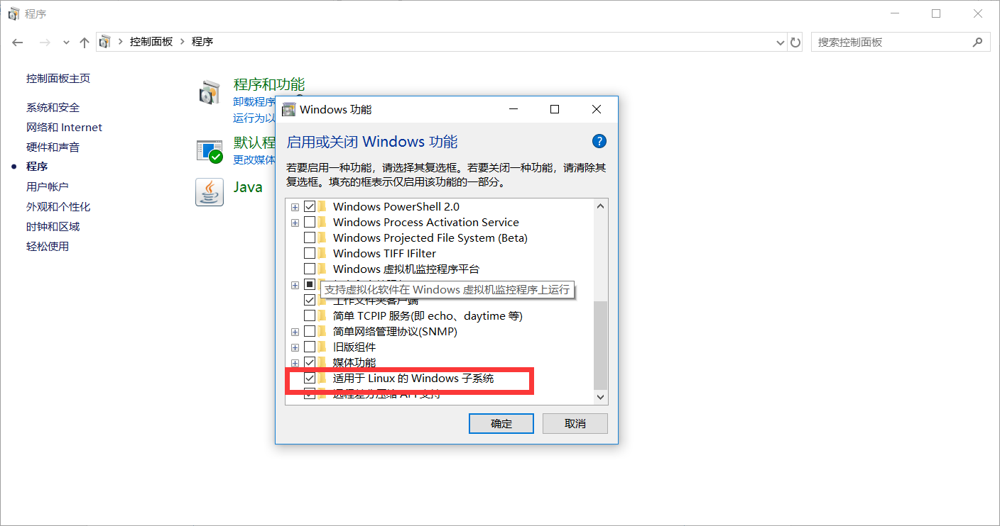 程序
控制面板 程序
搜索控制面板
控制面板主页
系统和安全
网络和 Internet
硬件和声音
程序
用户帐户
外观和个性化
时钟和区域
轻松使用
程序和功能
卸载程序
运行为以
默认程
更改媒体
Java
Windows 功能
启用或关闭 Windows 功能
?
若要启用一种功能，请选择其复选框。若要关闭一种功能，请清除其
复选框。填充的框表示仅启用该功能的一部分。
Windows PowerShell 2.0
Windows Process Activation Service
Windows Projected File System (Beta)
Windows TIFF IFilter
Windows 虚拟机监控程序平台
支持虚拟化软件在 Windows 虚拟机监控程序上运行
工作文件夹客户端
简单 TCPIP 服务(即 echo、daytime 等)
简单网络管理协议(SNMP)
旧版组件
媒体功能
适用于 Linux 的 Windows 子系统
远程差分压缩 API 支持
确定
取消